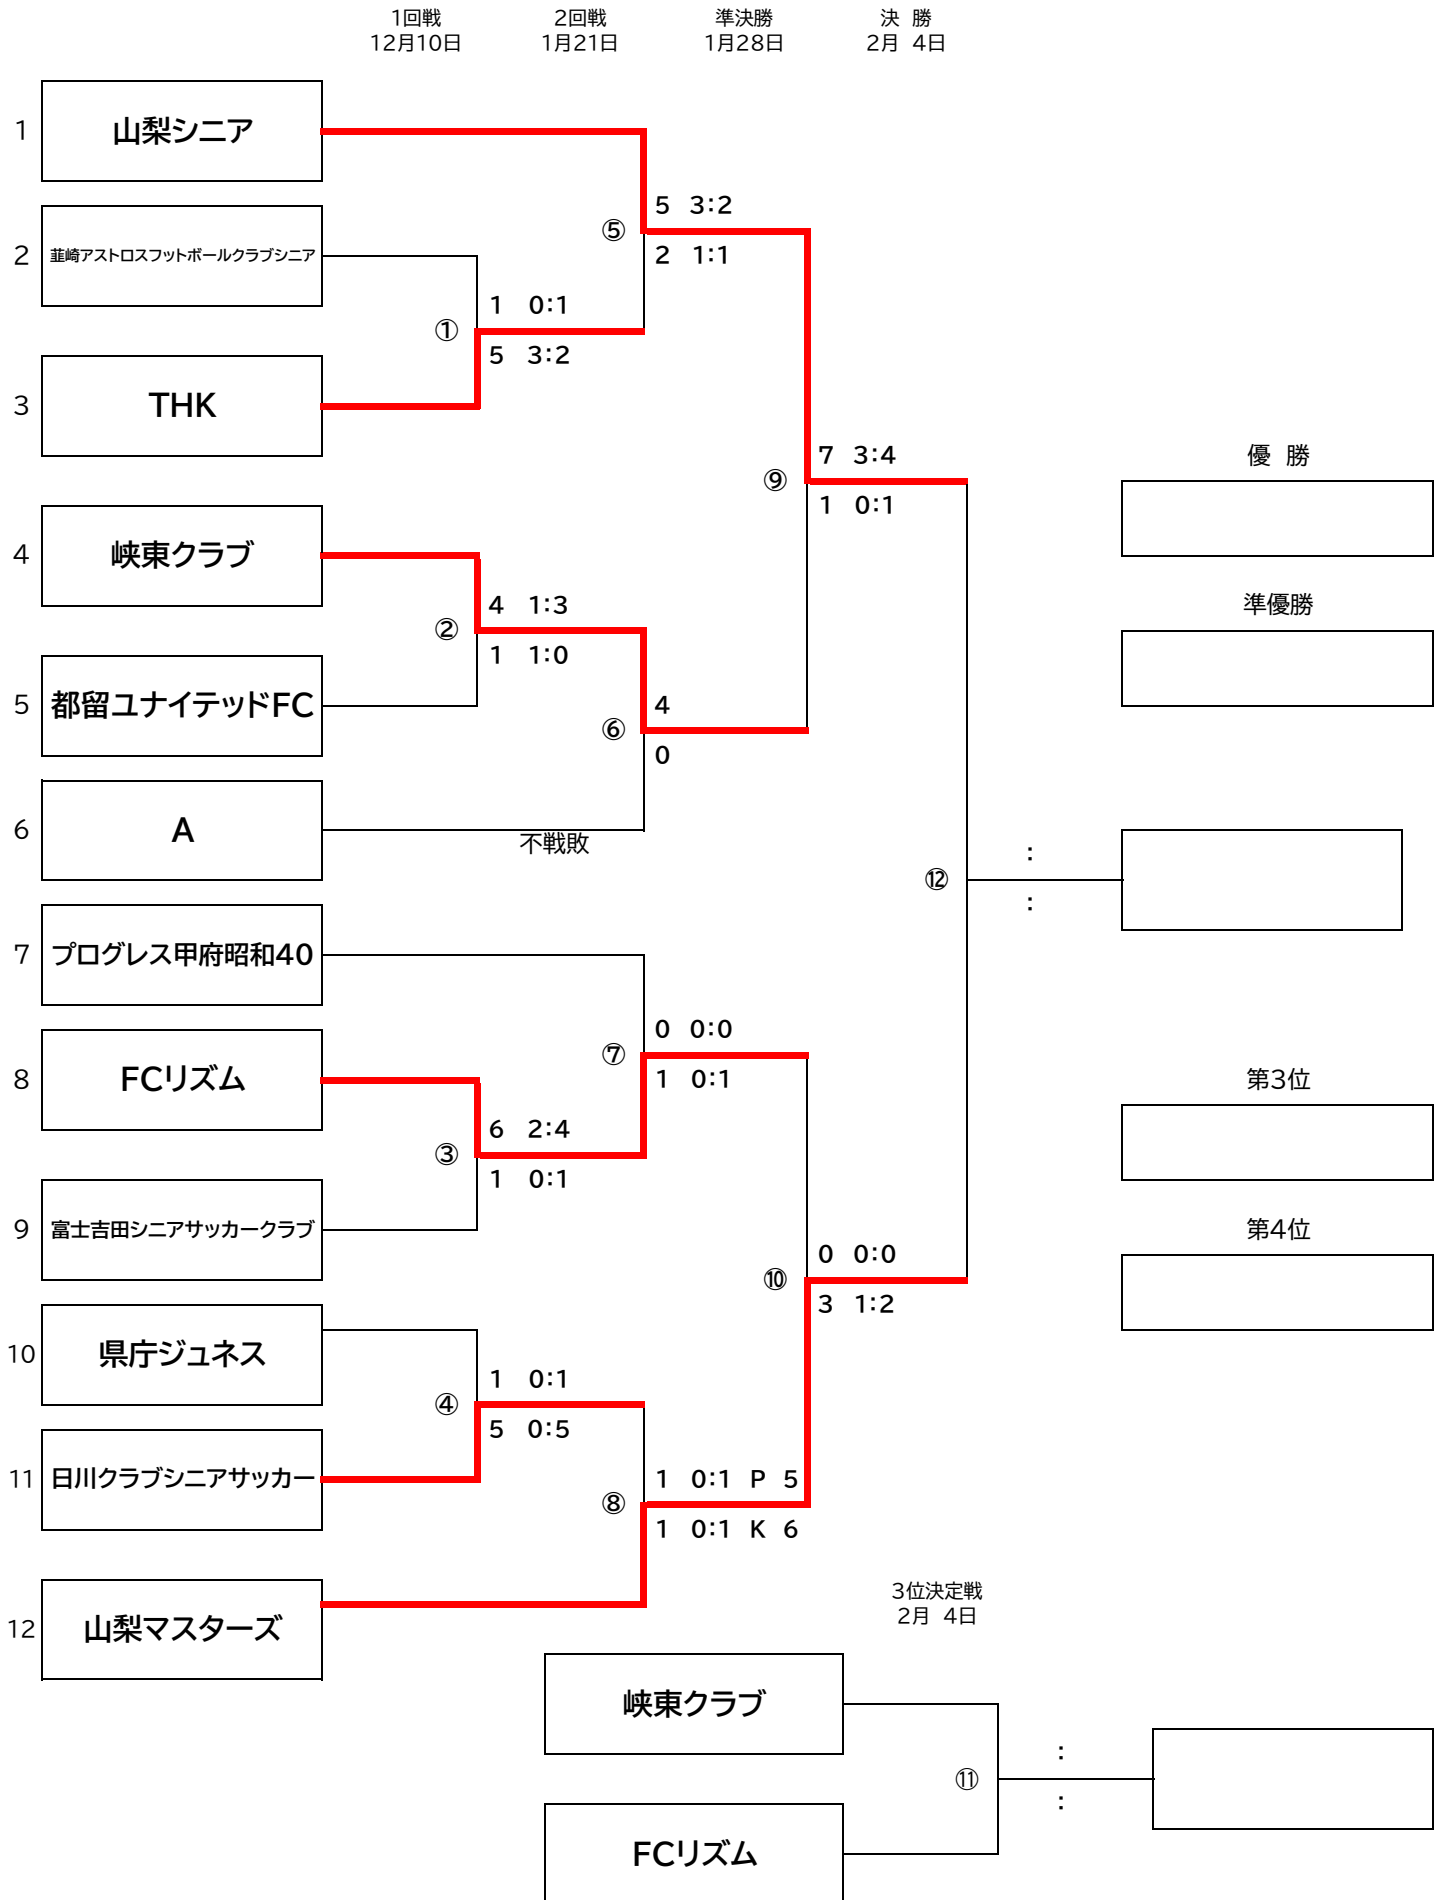 1回戦 2回戦 準決勝 決 勝
12月10日 1月21日 1月28日 2月 4日
1 山梨シニア
5 3:2
⑤
2 韮崎アストロスフットボールクラブシニア 2 1:1
1 0:1
①
5 3:2
3 THK
7 3:4 優 勝
⑨
1 0:1
4 峡東クラブ
4 1:3 準優勝
②
1 1:0
5 都留ユナイテッドFC 4
⑥
0
6 A
不戦敗
:
⑫
:
7 プログレス甲府昭和40
0 0:0
⑦
8 FCリズム 1 0:1 第3位
6 2:4
③
1 0:1
9 富士吉田シニアサッカークラブ 第4位
0 0:0
⑩
3 1:2
10 県庁ジュネス
1 0:1
④
5 0:5
11 日川クラブシニアサッカー 1 0:1 P 5
⑧
1 0:1 K 6
3位決定戦
2月 4日
12 山梨マスターズ
峡東クラブ
:
⑪
:
FCリズム